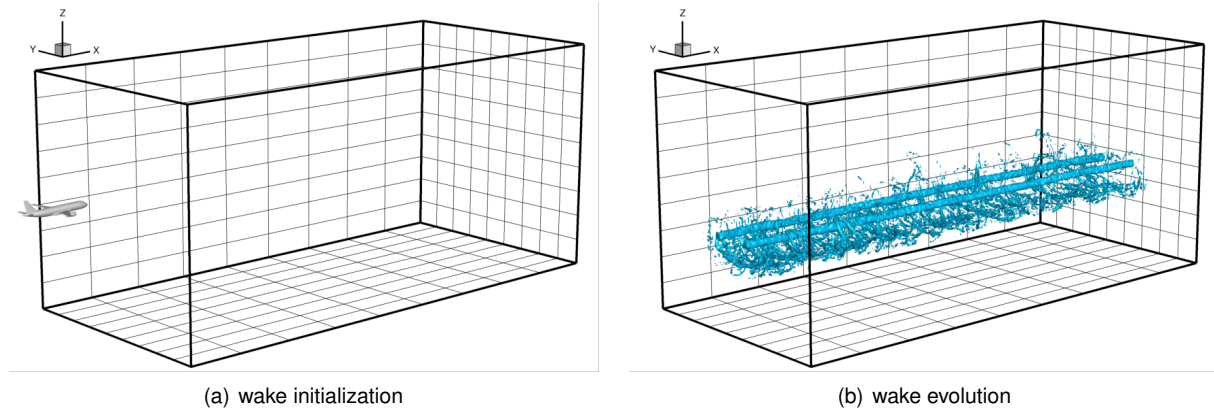 Z
Y
X
Z
Y
X
(a) wake initialization
(b) wake evolution